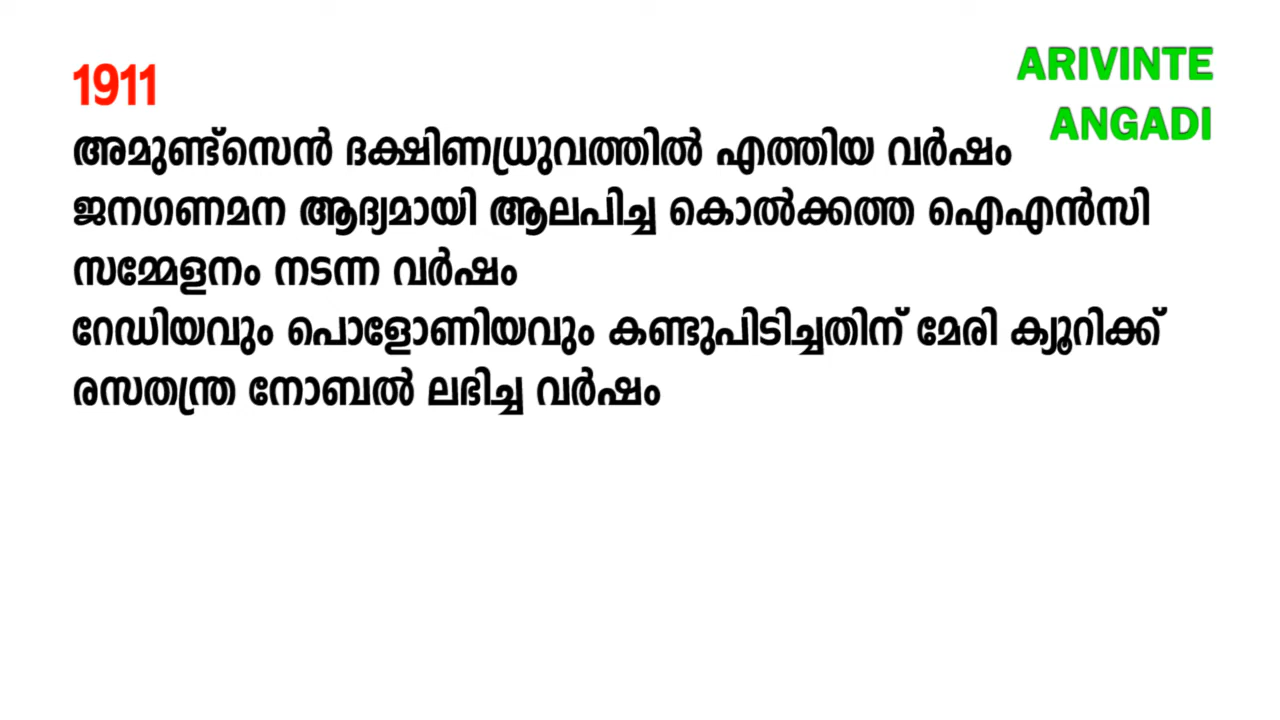 1911
ARIVINTE
ANGADI
അമുണ്ട്സെൻ ദക്ഷിണധ്രുവത്തിൽ എത്തിയ വർഷം
ജനഗണമന ആദ്യമായി ആലപിച്ച കൊൽക്കത്ത ഐഎൻസി
സമ്മേളനം നടന്ന വർഷം
റേഡിയവും പൊളോണിയവും കണ്ടുപിടിച്ചതിന് മേരി ക്യൂറിക്ക്
രസതന്ത്ര നോബൽ ലഭിച്ച വർഷം